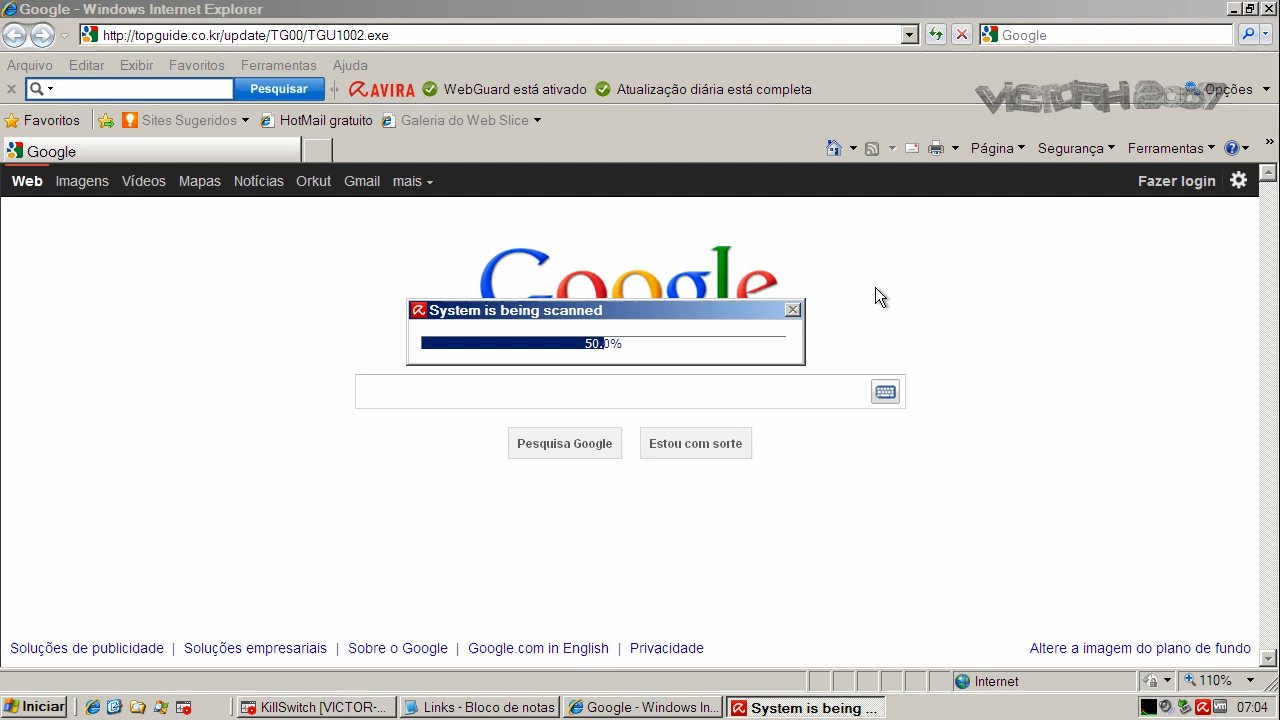 Google - Windows Internet Explorer
http://topguide.co.kr/update/TG00/TGU1002.exe
Google
Arquivo Editar Exibir Favoritos Ferramentas Ajuda
Pesquisar AVIRA WebGuard está ativado Atualização diária está completa Opções
VICTORH 2007
Favoritos Sites Sugeridos HotMail gratuito Galeria do Web Slice
Google
Página Segurança Ferramentas
Web Imagens Vídeos Mapas Notícias Orkut Gmail mais Fazer login
Google
System is being scanned
50.0%
Pesquisa Google Estou com sorte
Soluções de publicidade | Soluções empresariais | Sobre o Google | Google.com in English | Privacidade Altere a imagem do plano de fundo
Internet 110%
Iniciar KillSwitch [VICTOR-... Links - Bloco de notas Google - Windows In... System is being ... 07:04